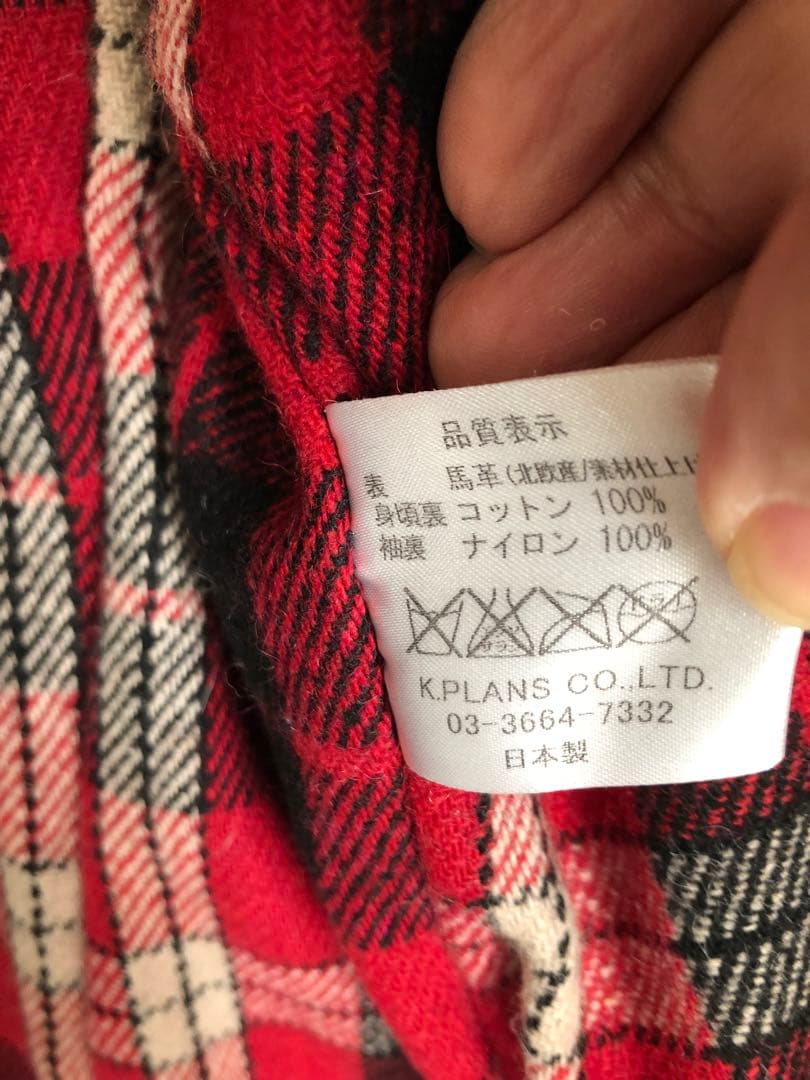 品質表示
表 馬革(北欧産/素材仕上げ
身頃裏 コットン 100%
袖裏 ナイロン 100%
K.PLANS CO.,LTD.
03-3664-7332
日本製